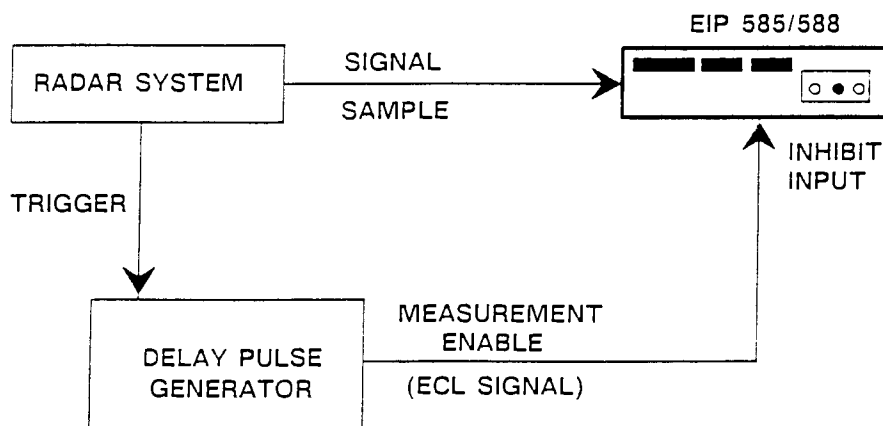 EIP 585/588
RADAR SYSTEM
SIGNAL
SAMPLE
INHIBIT
INPUT
TRIGGER
MEASUREMENT
ENABLE
(ECL SIGNAL)
DELAY PULSE
GENERATOR